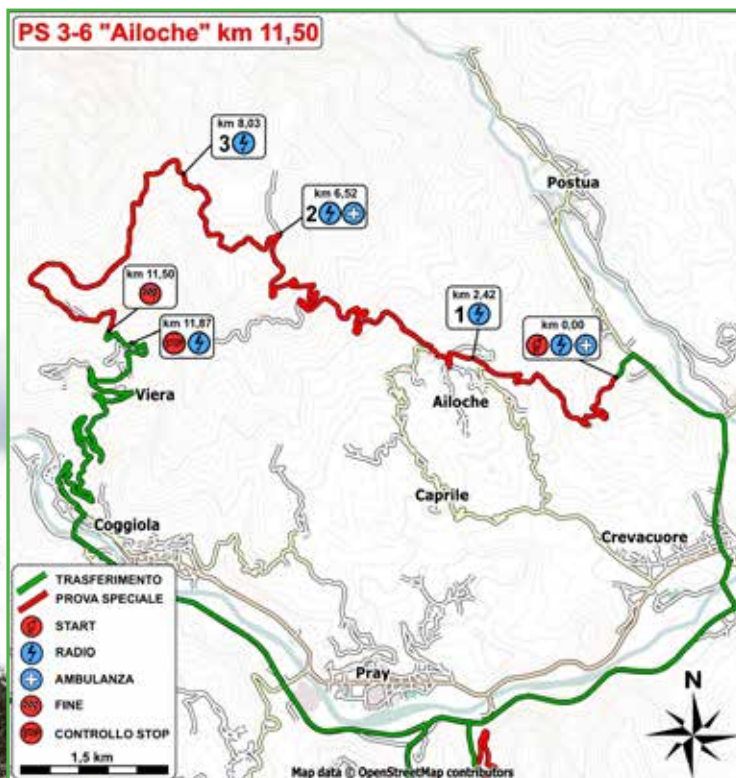 PS 3-6 "Ailoche" km 11,50
km 8,03
3
km 6,52
2
Postua
km 11,50
km 2,42
1
km 0,00
km 11,87
Viera
Ailoche
Caprile
Coggiola
Crevacuore
TRASFERIMENTO
PROVA SPECIALE
START
RADIO
AMBULANZA
FINE
CONTROLLO STOP
1,5 km
Pray
N
Map data © OpenStreetMap contributors